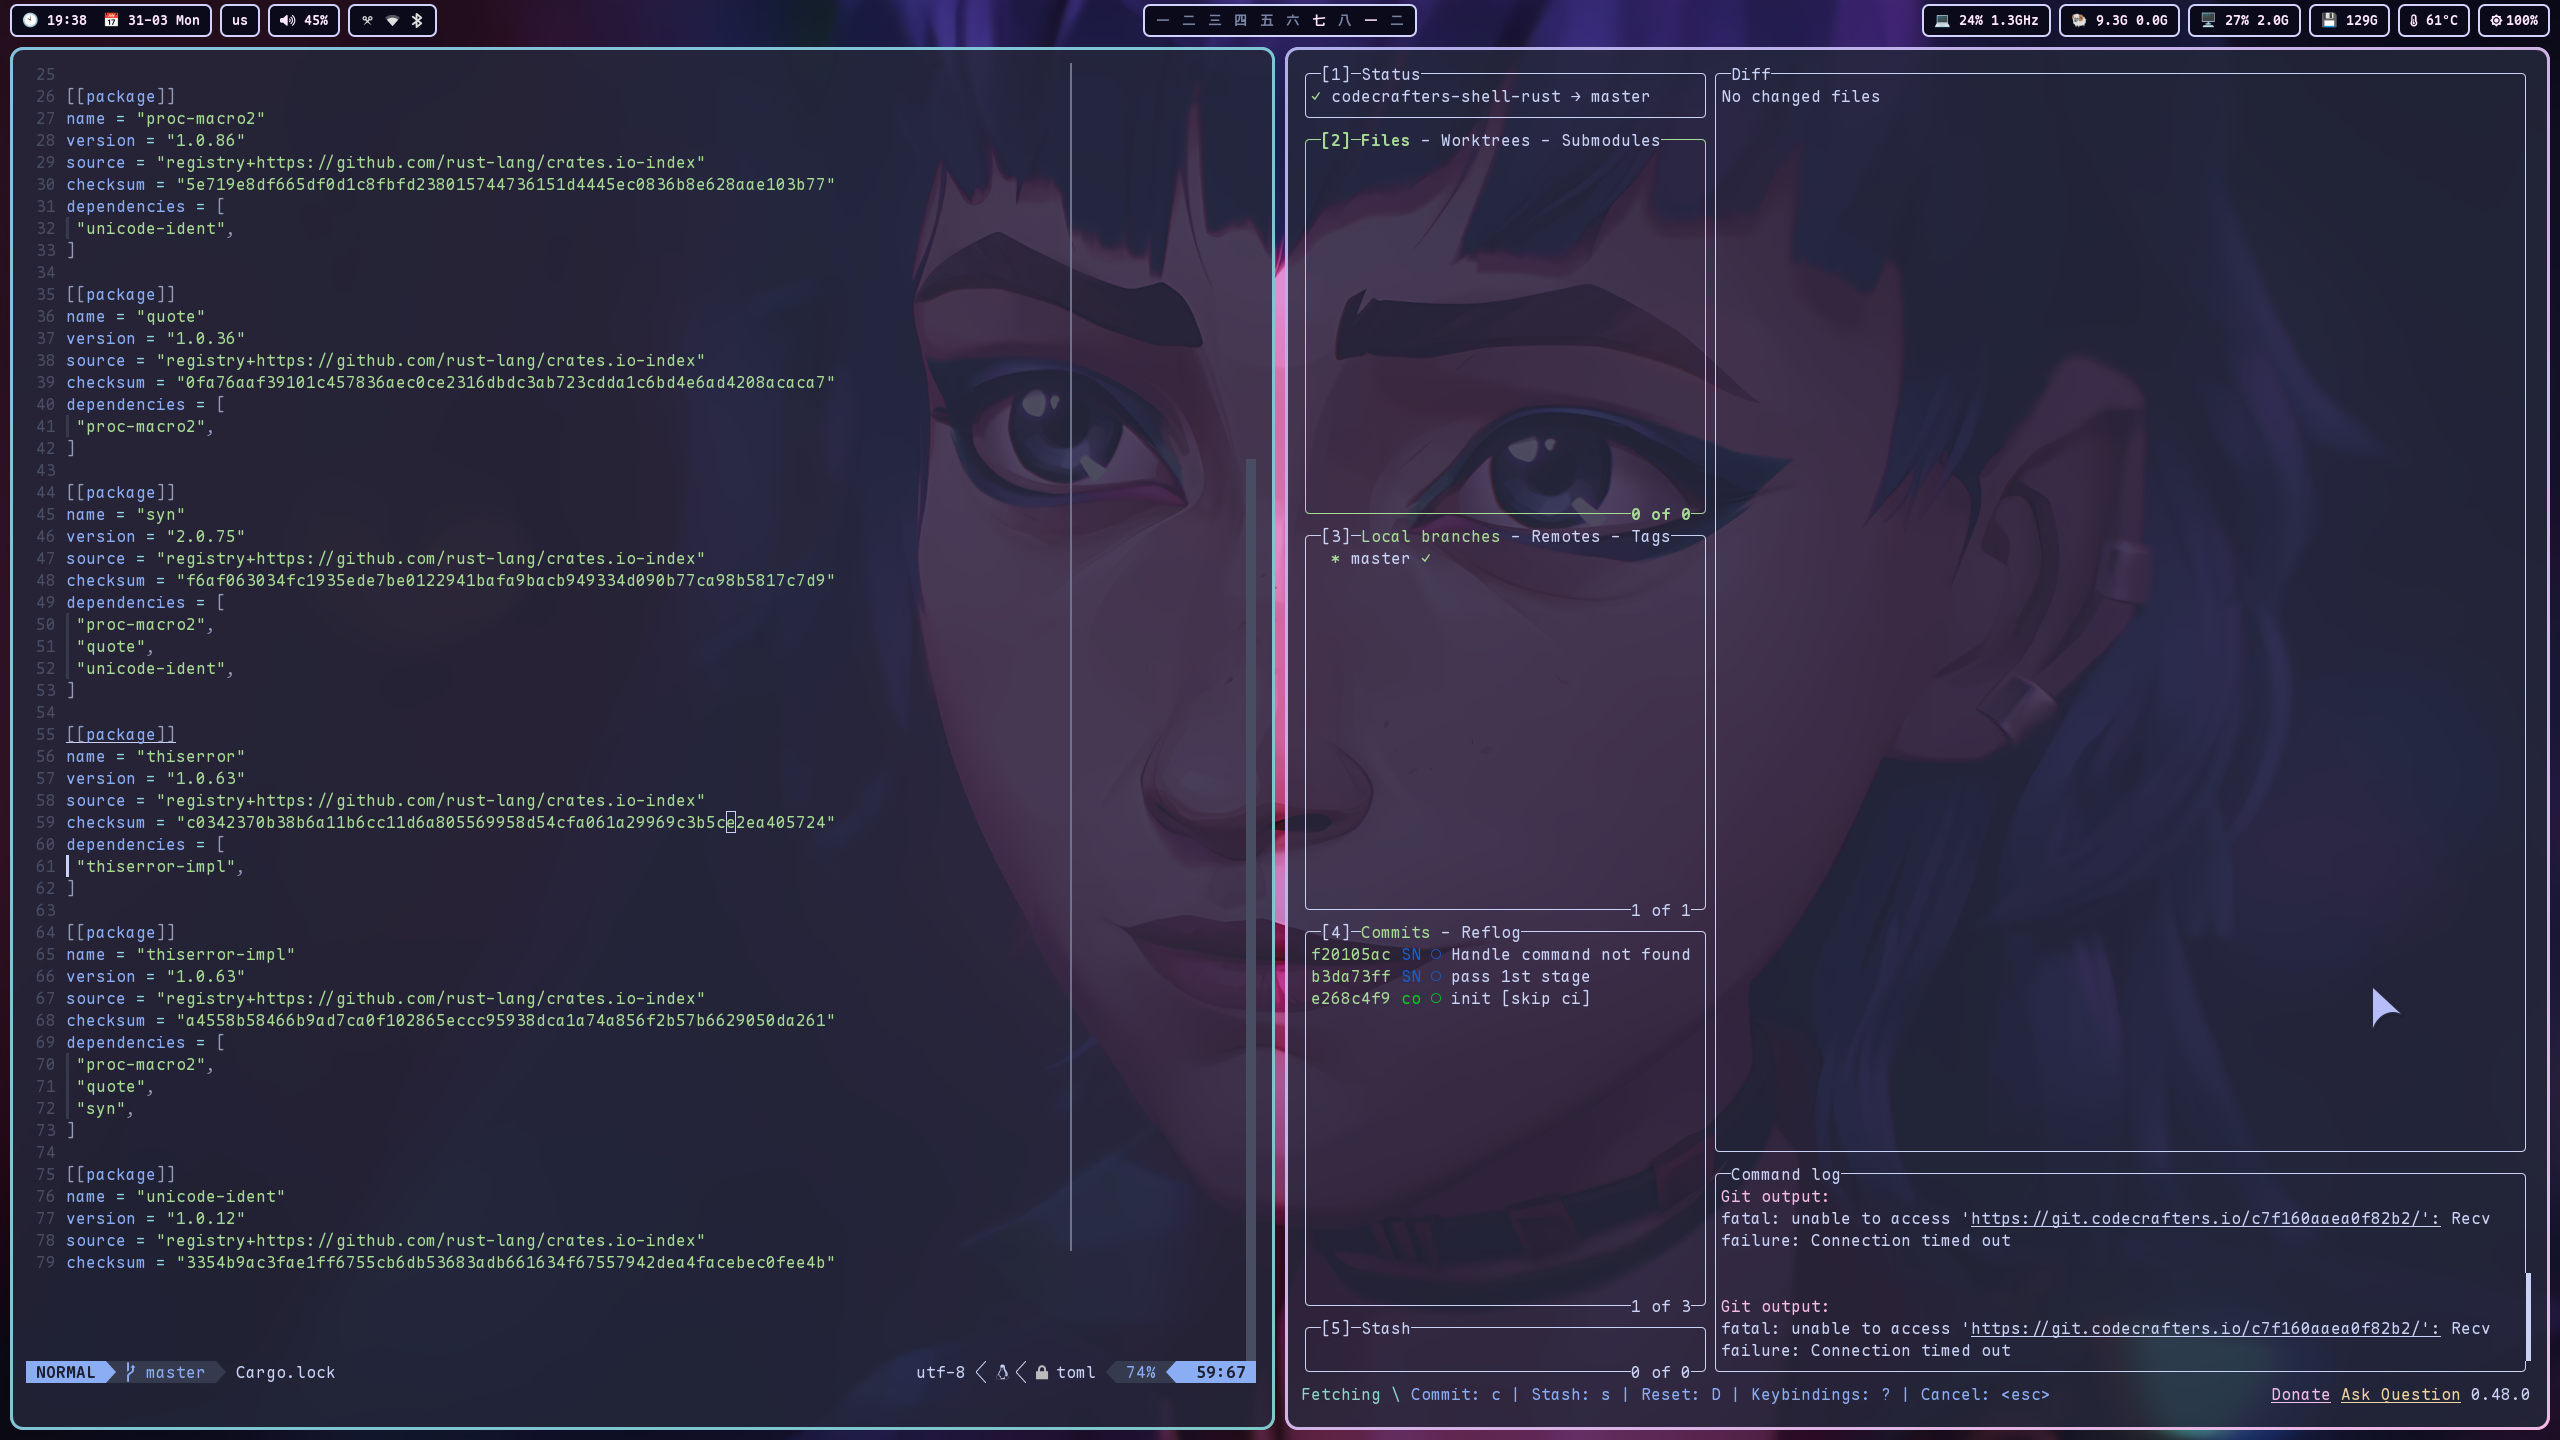 19:38 31-03 Mon us 45%
一 二 三 四 五 六 七 八 一 二
24% 1.3GHz 9.3G 0.0G 27% 2.0G 129G 61°C 100%
25
26 [[package]]
27 name = "proc-macro2"
28 version = "1.0.86"
29 source = "registry+https://github.com/rust-lang/crates.io-index"
30 checksum = "5e719e8df665df0d1c8fbfd238015744736151d4445ec0836b8e628aae103b77"
31 dependencies = [
32 "unicode-ident",
33 ]
34
35 [[package]]
36 name = "quote"
37 version = "1.0.36"
38 source = "registry+https://github.com/rust-lang/crates.io-index"
39 checksum = "0fa76aaf39101c457836aec0ce2316dbdc3ab723cdda1c6bd4e6ad4208acaca7"
40 dependencies = [
41 "proc-macro2",
42 ]
43
44 [[package]]
45 name = "syn"
46 version = "2.0.75"
47 source = "registry+https://github.com/rust-lang/crates.io-index"
48 checksum = "f6af063034fc1935ede7be0122941bafa9bacb949334d090b77ca98b5817c7d9"
49 dependencies = [
50 "proc-macro2",
51 "quote",
52 "unicode-ident",
53 ]
54
55 [[package]]
56 name = "thiserror"
57 version = "1.0.63"
58 source = "registry+https://github.com/rust-lang/crates.io-index"
59 checksum = "c0342370b38b6a11b6cc11d6a805569958d54cfa061a29969c3b5ce2ea405724"
60 dependencies = [
61 "thiserror-impl",
62 ]
63
64 [[package]]
65 name = "thiserror-impl"
66 version = "1.0.63"
67 source = "registry+https://github.com/rust-lang/crates.io-index"
68 checksum = "a4558b58466b9ad7ca0f102865eccc95938dca1a74a856f2b57b6629050da261"
69 dependencies = [
70 "proc-macro2",
71 "quote",
72 "syn",
73 ]
74
75 [[package]]
76 name = "unicode-ident"
77 version = "1.0.12"
78 source = "registry+https://github.com/rust-lang/crates.io-index"
79 checksum = "3354b9ac3fae1ff6755cb6db53683adb661634f67557942dea4facebec0fee4b"
NORMAL master Cargo.lock utf-8 toml 74% 59:67
[1]─Status
✓ codecrafters-shell-rust → master
[2]─Files - Worktrees - Submodules
0 of 0
[3]─Local branches - Remotes - Tags
* master ✓
1 of 1
[4]─Commits - Reflog
f20105ac SN ○ Handle command not found
b3da73ff SN ○ pass 1st stage
e268c4f9 co ○ init [skip ci]
1 of 3
[5]─Stash
0 of 0
Diff
No changed files
Command log
Git output:
fatal: unable to access 'https://git.codecrafters.io/c7f160aaea0f82b2/': Recv
failure: Connection timed out
Git output:
fatal: unable to access 'https://git.codecrafters.io/c7f160aaea0f82b2/': Recv
failure: Connection timed out
Fetching \ Commit: c | Stash: s | Reset: D | Keybindings: ? | Cancel: <esc> Donate Ask Question 0.48.0